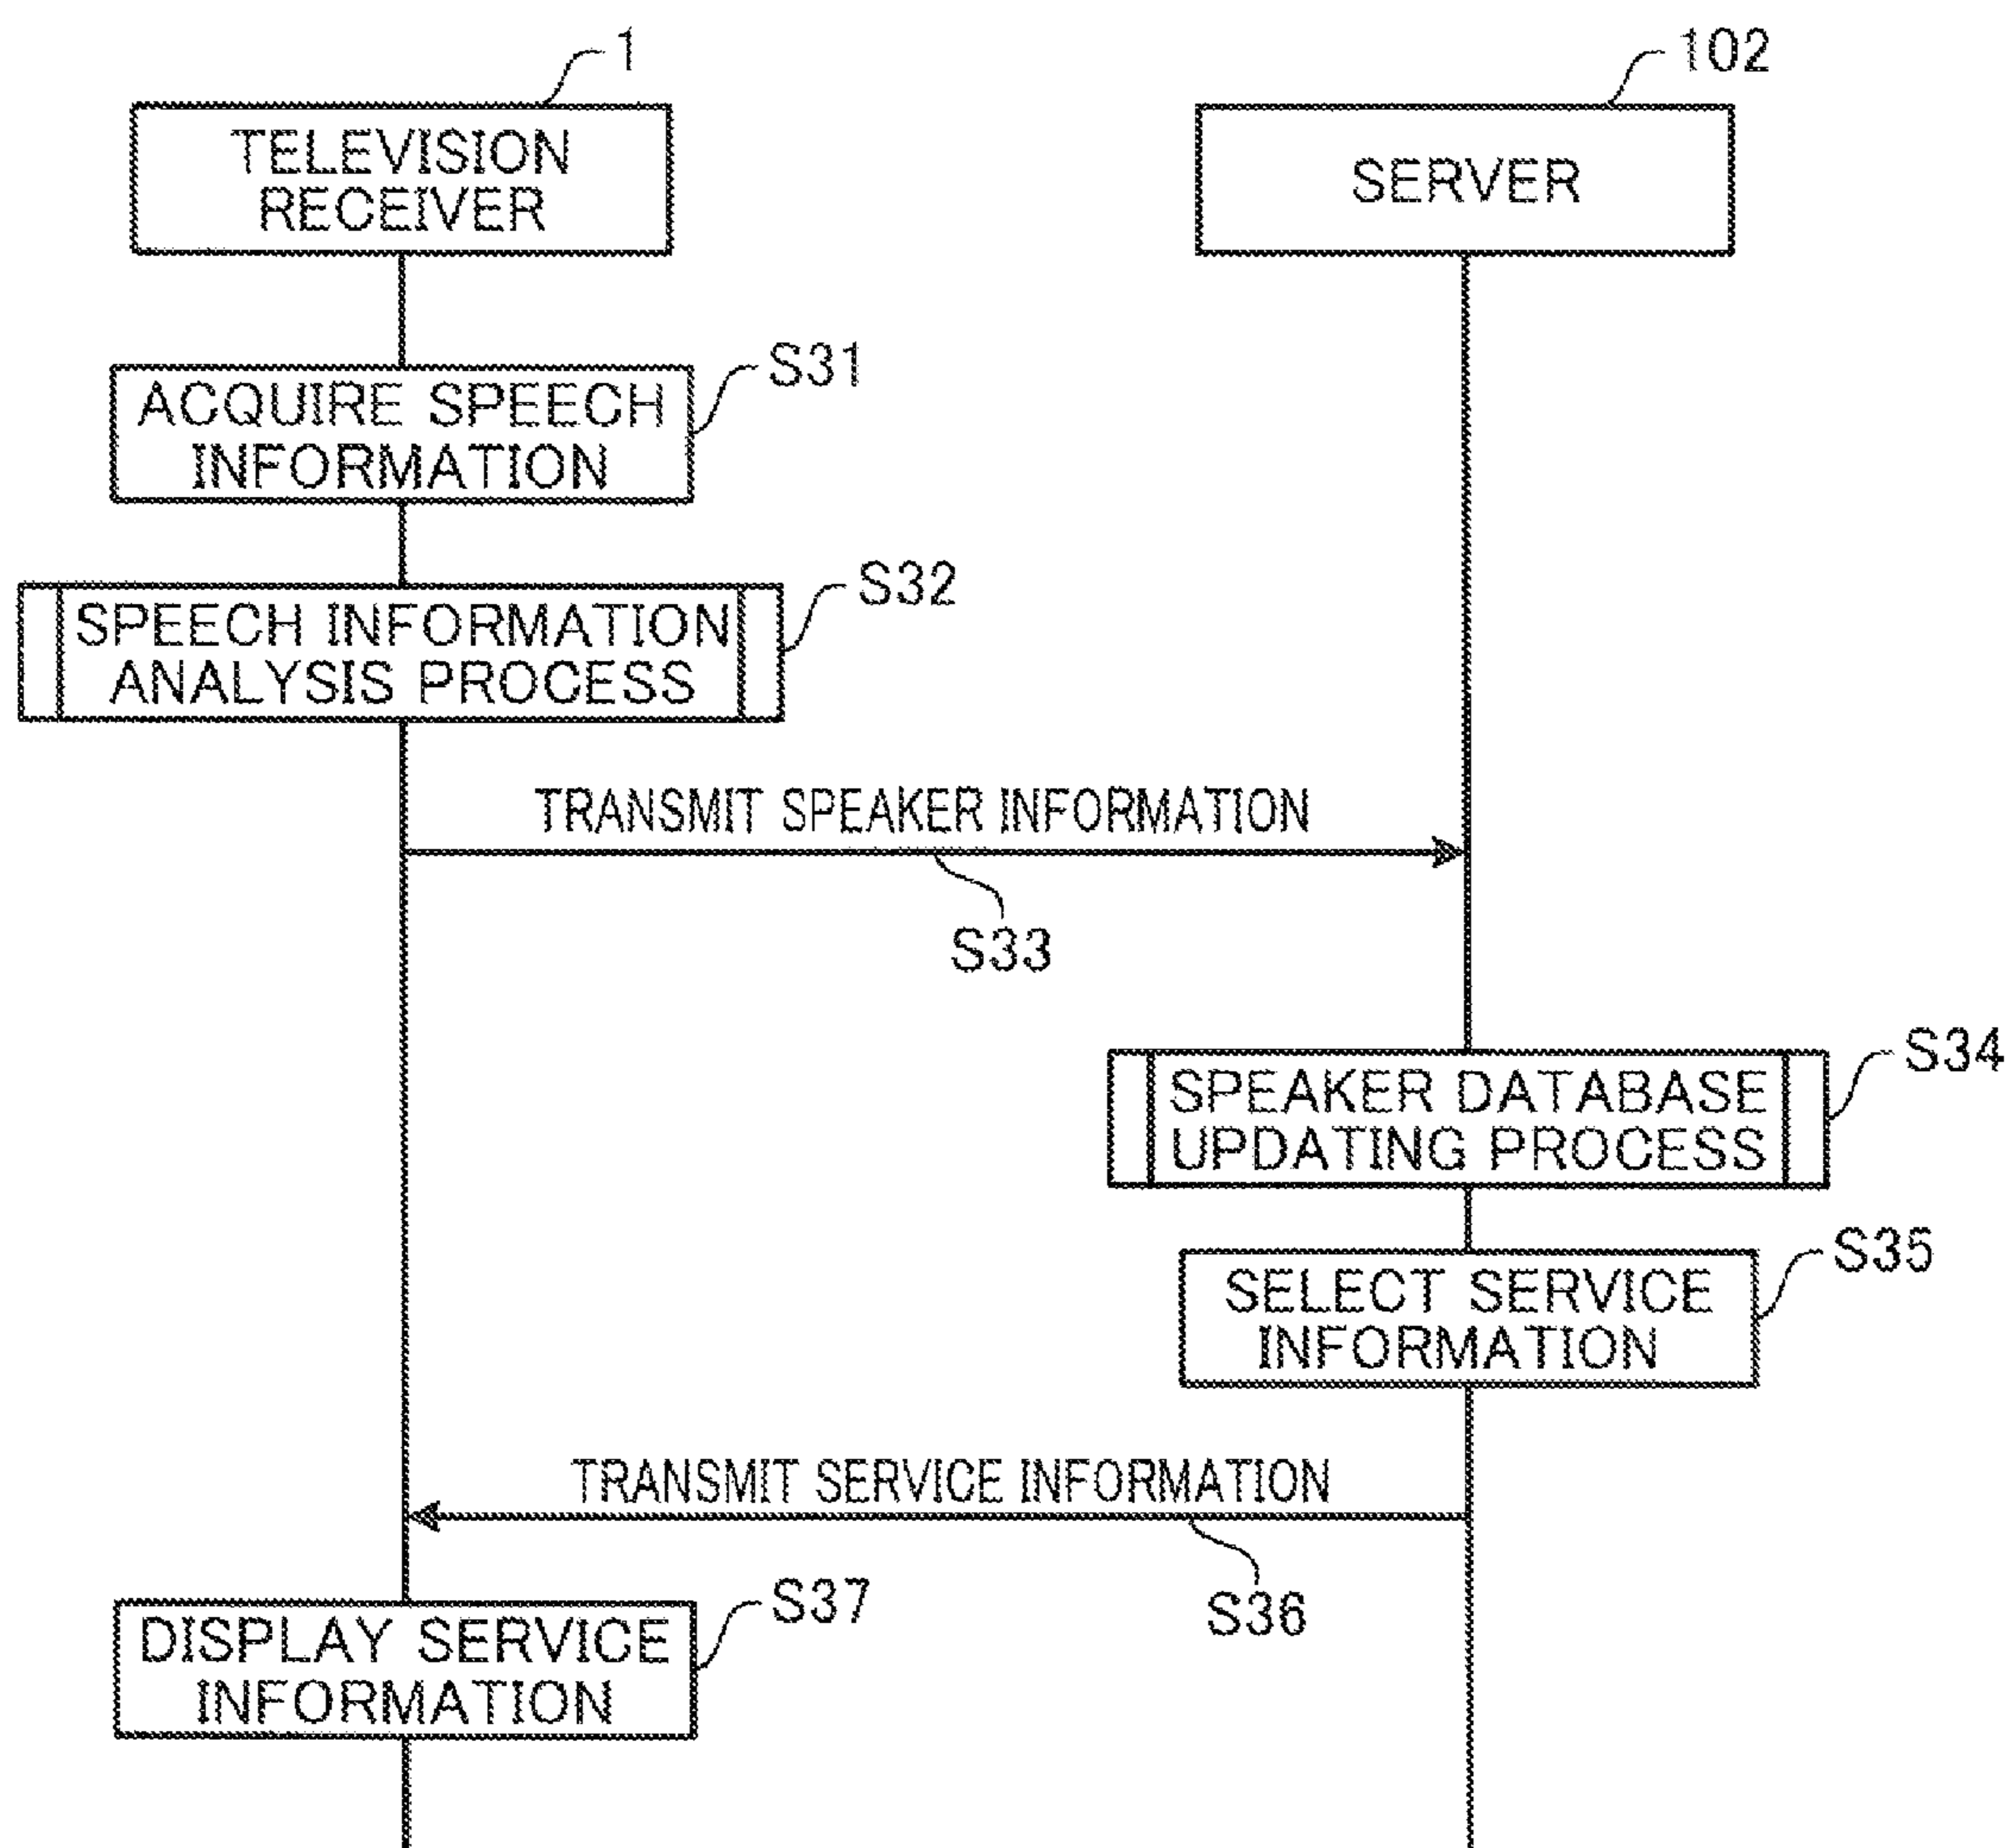 1
102
TELEVISION
RECEIVER
SERVER
S31
ACQUIRE SPEECH
INFORMATION
S32
SPEECH INFORMATION
ANALYSIS PROCESS
TRANSMIT SPEAKER INFORMATION
S33
S34
SPEAKER DATABASE
UPDATING PROCESS
S35
SELECT SERVICE
INFORMATION
TRANSMIT SERVICE INFORMATION
S36
S37
DISPLAY SERVICE
INFORMATION